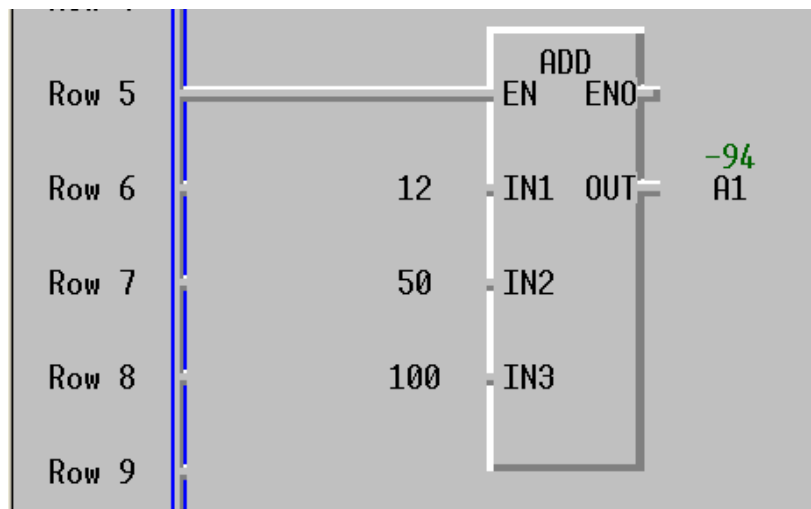 ADD
Row 5 EN ENO
-94
Row 6 12 IN1 OUT A1
Row 7 50 IN2
Row 8 100 IN3
Row 9